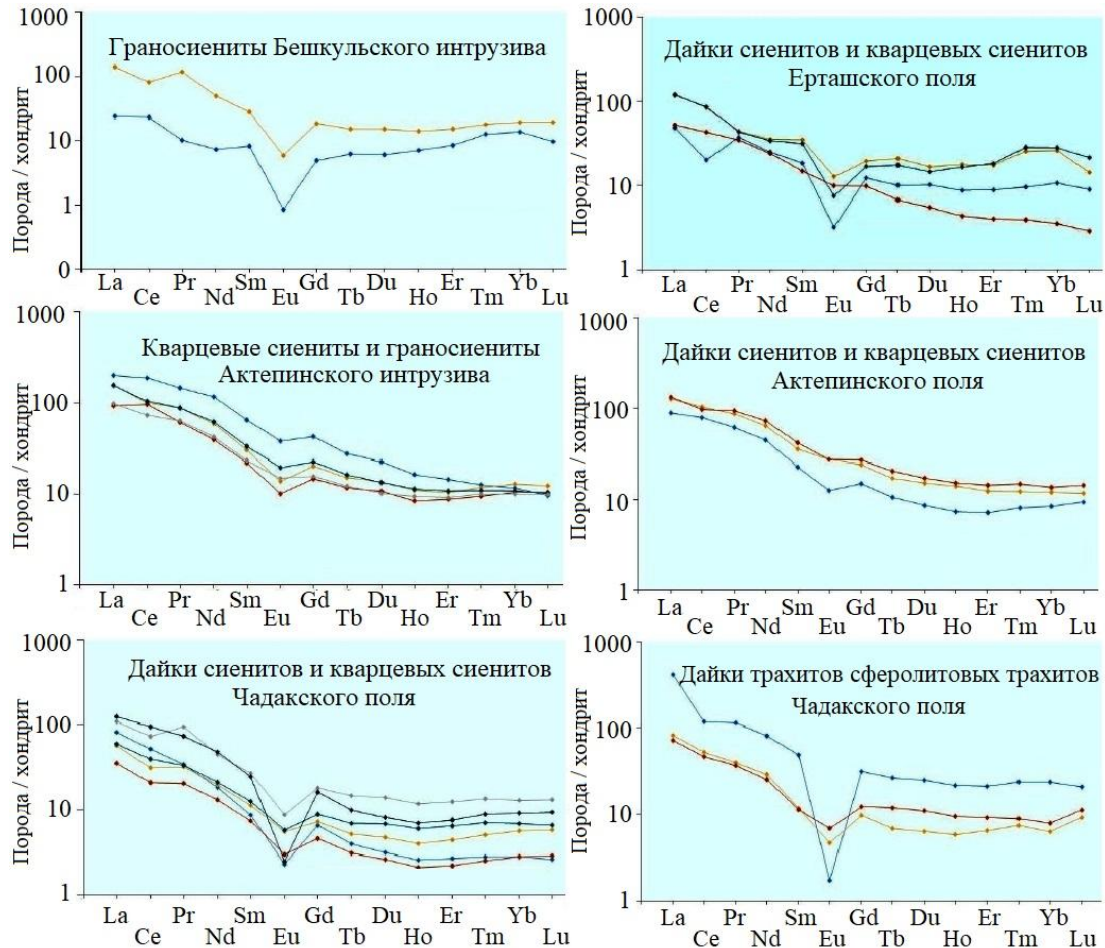 1000
100
10
1
0
Порода / хондрит
Граносиениты Бешкульского интрузива
La Ce Pr Nd Sm Eu Gd Tb Du Ho Er Tm Yb Lu
1000
100
10
1
Порода / хондрит
Дайки сиенитов и кварцевых сиенитов
Ерташского поля
La Ce Pr Nd Sm Eu Gd Tb Du Ho Er Tm Yb Lu
1000
100
10
1
Порода / хондрит
Кварцевые сиениты и граносиениты
Актепинского интрузива
La Ce Pr Nd Sm Eu Gd Tb Du Ho Er Tm Yb Lu
1000
100
10
1
Порода / хондрит
Дайки сиенитов и кварцевых сиенитов
Актепинского поля
La Ce Pr Nd Sm Eu Gd Tb Du Ho Er Tm Yb Lu
1000
100
10
1
Порода / хондрит
Дайки сиенитов и кварцевых сиенитов
Чадакского поля
La Ce Pr Nd Sm Eu Gd Tb Du Ho Er Tm Yb Lu
1000
100
10
1
Порода / хондрит
Дайки трахитов сферолитовых трахитов
Чадакского поля
La Ce Pr Nd Sm Eu Gd Tb Du Ho Er Tm Yb Lu